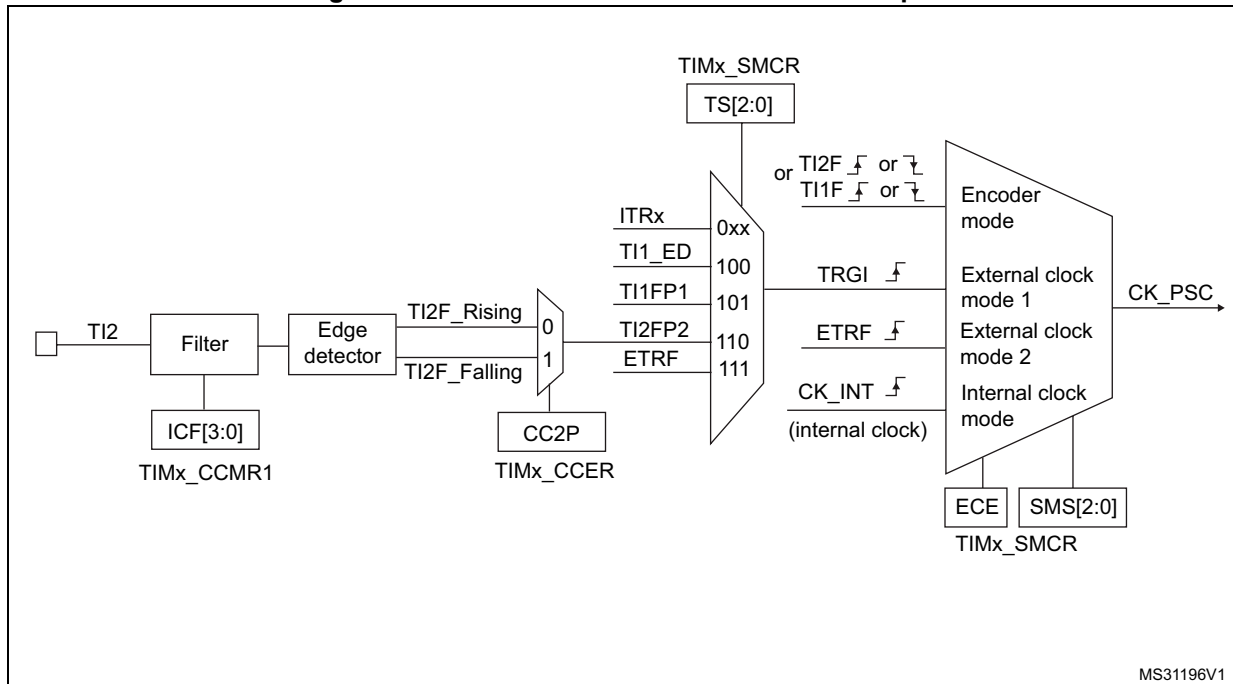 TIMx_SMCR
TS[2:0]
or TI2F or
TI1F or
Encoder
mode
ITRx
0xx
TI1_ED
100
TI1FP1
101
TI2FP2
110
ETRF
111
TRGI
External clock
mode 1
CK_PSC
ETRF
External clock
mode 2
CK_INT
(internal clock)
Internal clock
mode
TI2
Filter
Edge
detector
TI2F_Rising
0
TI2F_Falling
1
ICF[3:0]
TIMx_CCMR1
CC2P
TIMx_CCER
ECE
SMS[2:0]
TIMx_SMCR
MS31196V1